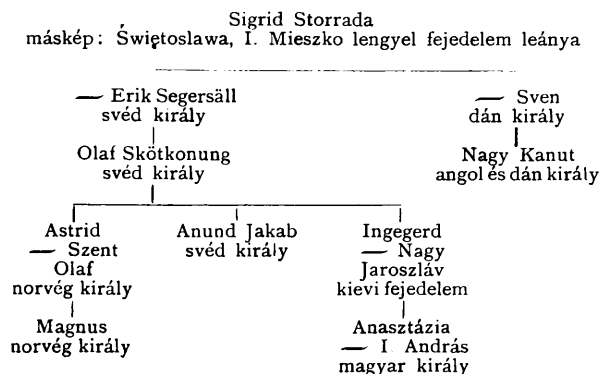 Sigrid Storrada
máskép: Świętoslawa, I. Mieszko lengyel fejedelem leánya
— Erik Segersäll
svéd király
— Sven
dán király
Olaf Skötkonung
svéd király
Nagy Kanut
angol és dán király
Astrid
— Szent
Olaf
norvég király
Anund Jakab
svéd király
Ingegerd
— Nagy
Jaroszláv
kievi fejedelem
Magnus
norvég király
Anasztázia
— I András
magyar király